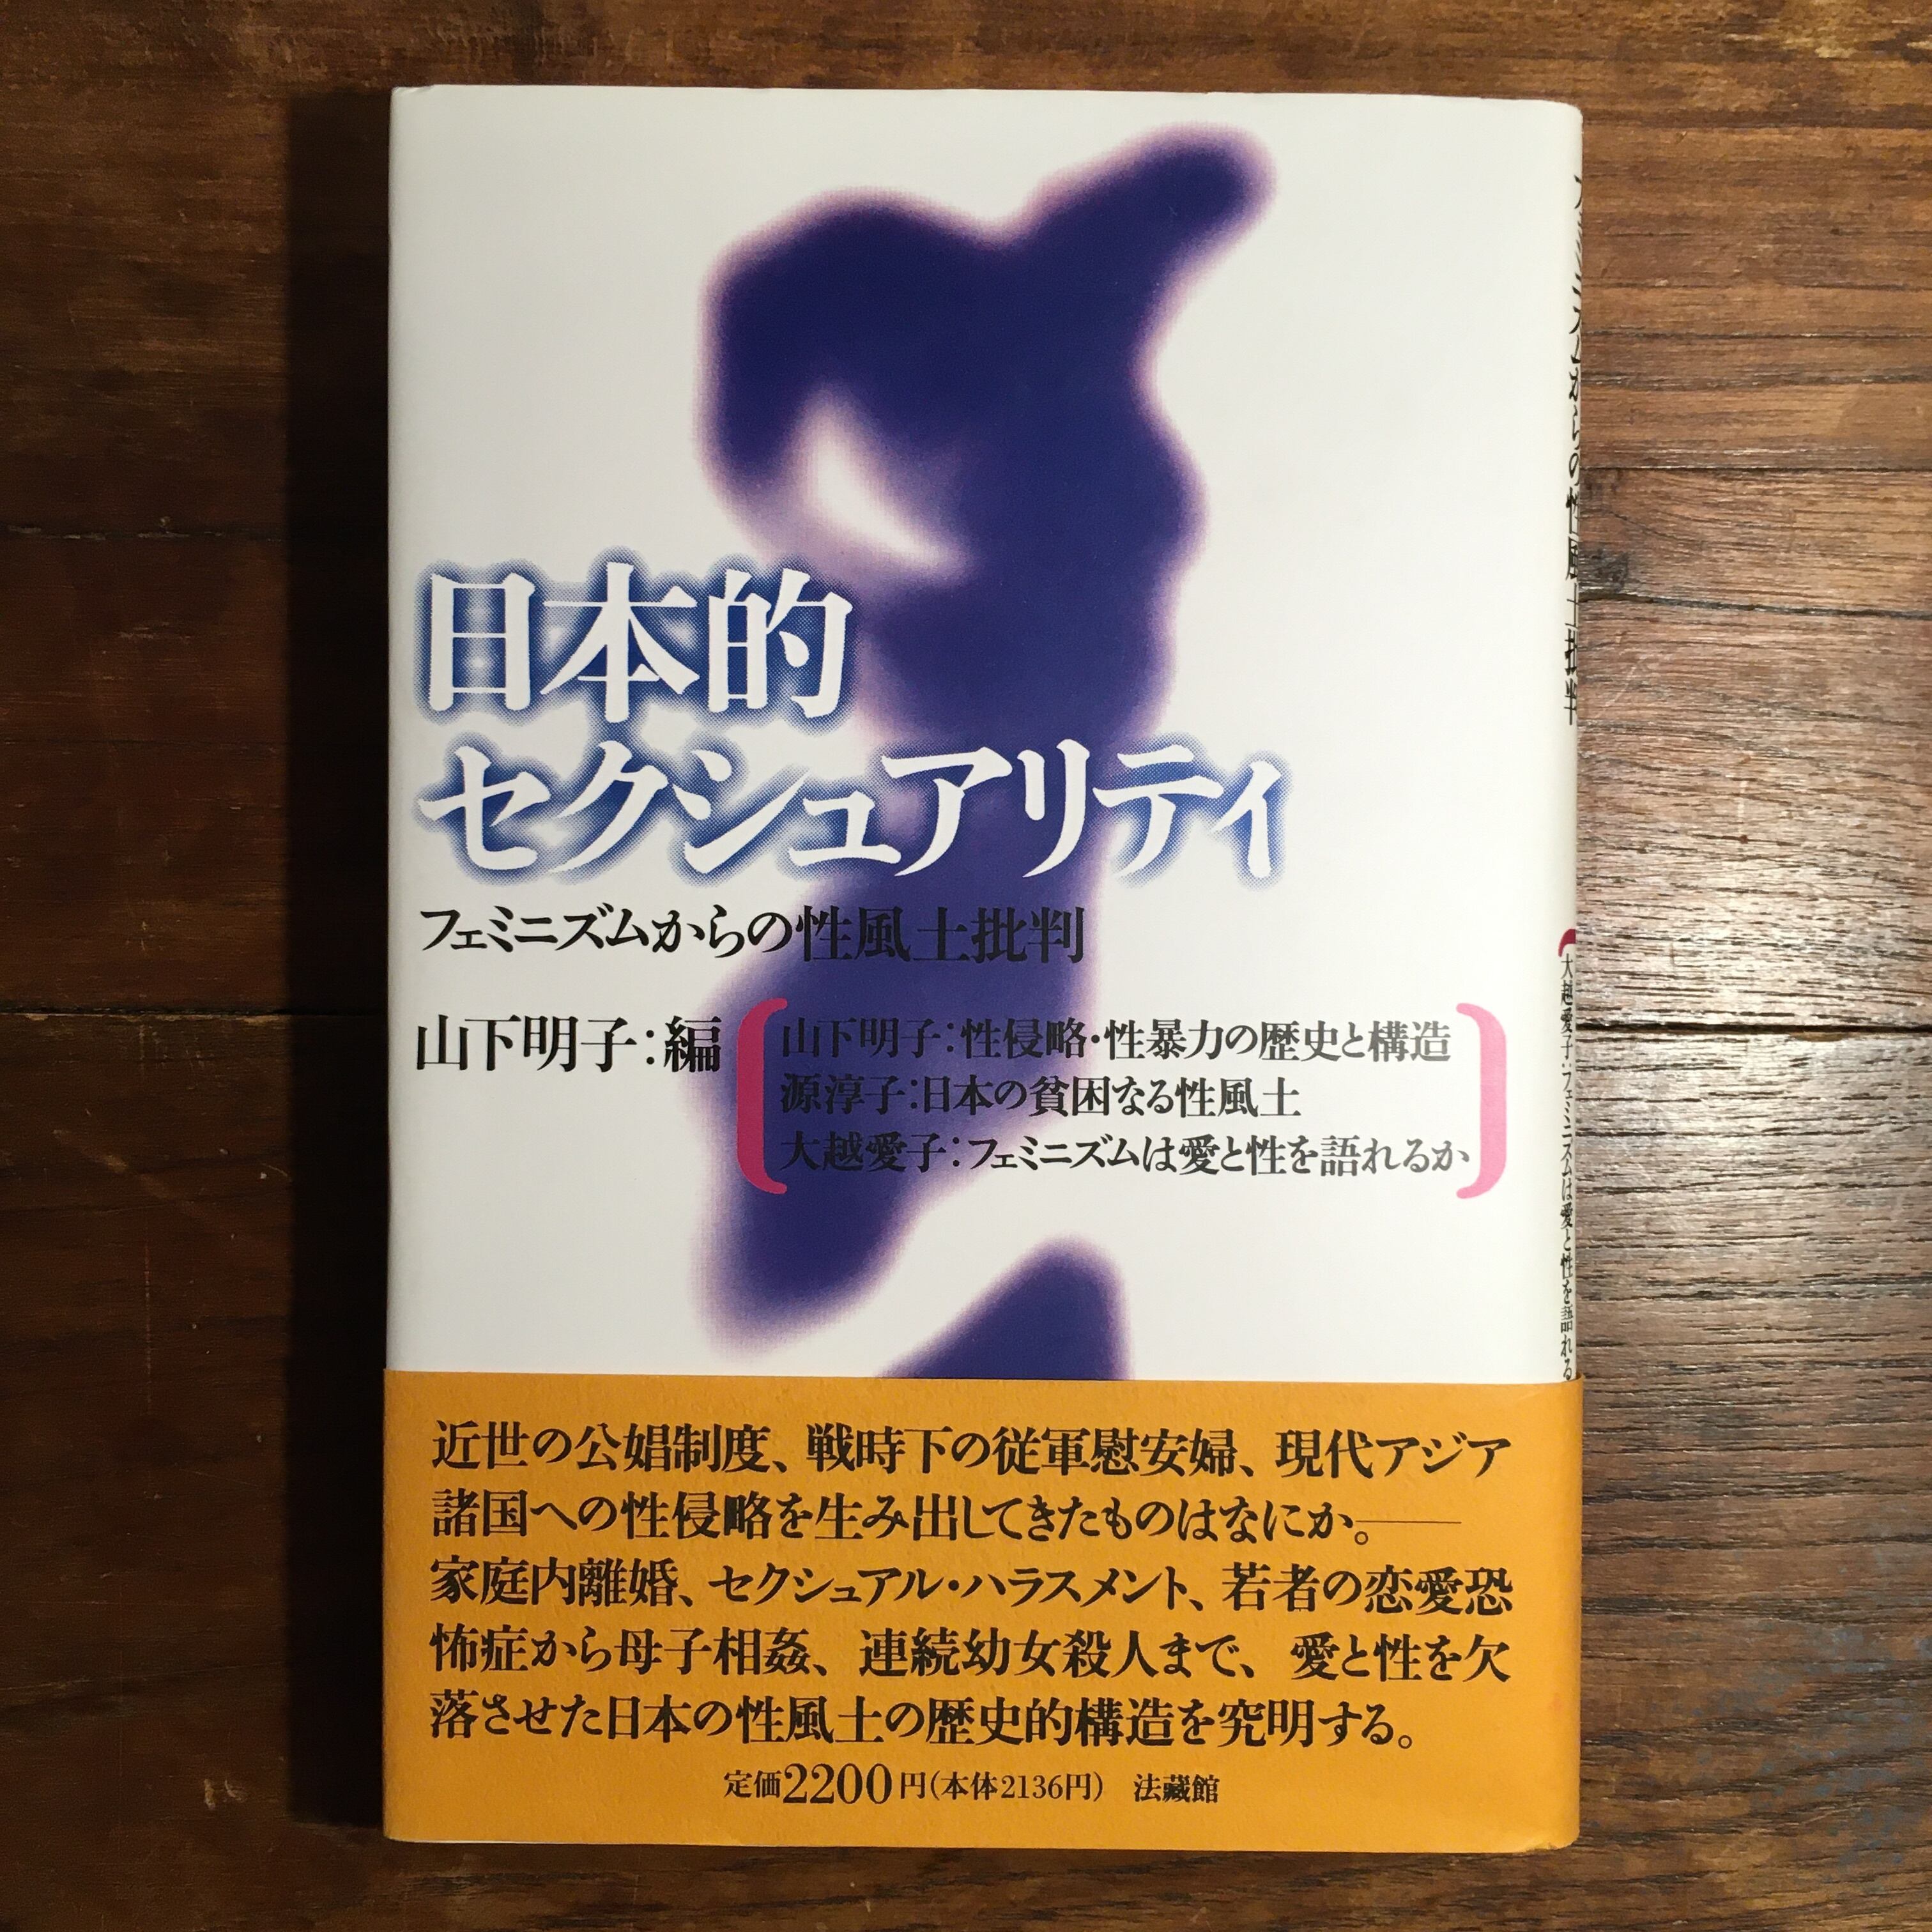 日本的
セクシュアリティ
フェミニズムからの性風土批判
山下明子：編
山下明子：性侵略・性暴力の歴史と構造
源淳子：日本の貧困なる性風土
大越愛子：フェミニズムは愛と性を語れるか
近世の公娼制度、戦時下の従軍慰安婦、現代アジア
諸国への性侵略を生み出してきたものはなにか。——
家庭内離婚、セクシュアル・ハラスメント、若者の恋愛恐
怖症から母子相姦、連続幼女殺人まで、愛と性を欠
落させた日本の性風土の歴史的構造を究明する。
定価2200円（本体2136円） 法藏館
フェミニズムからの性風土批判
大越愛子：フェミニズムは愛と性を語れる